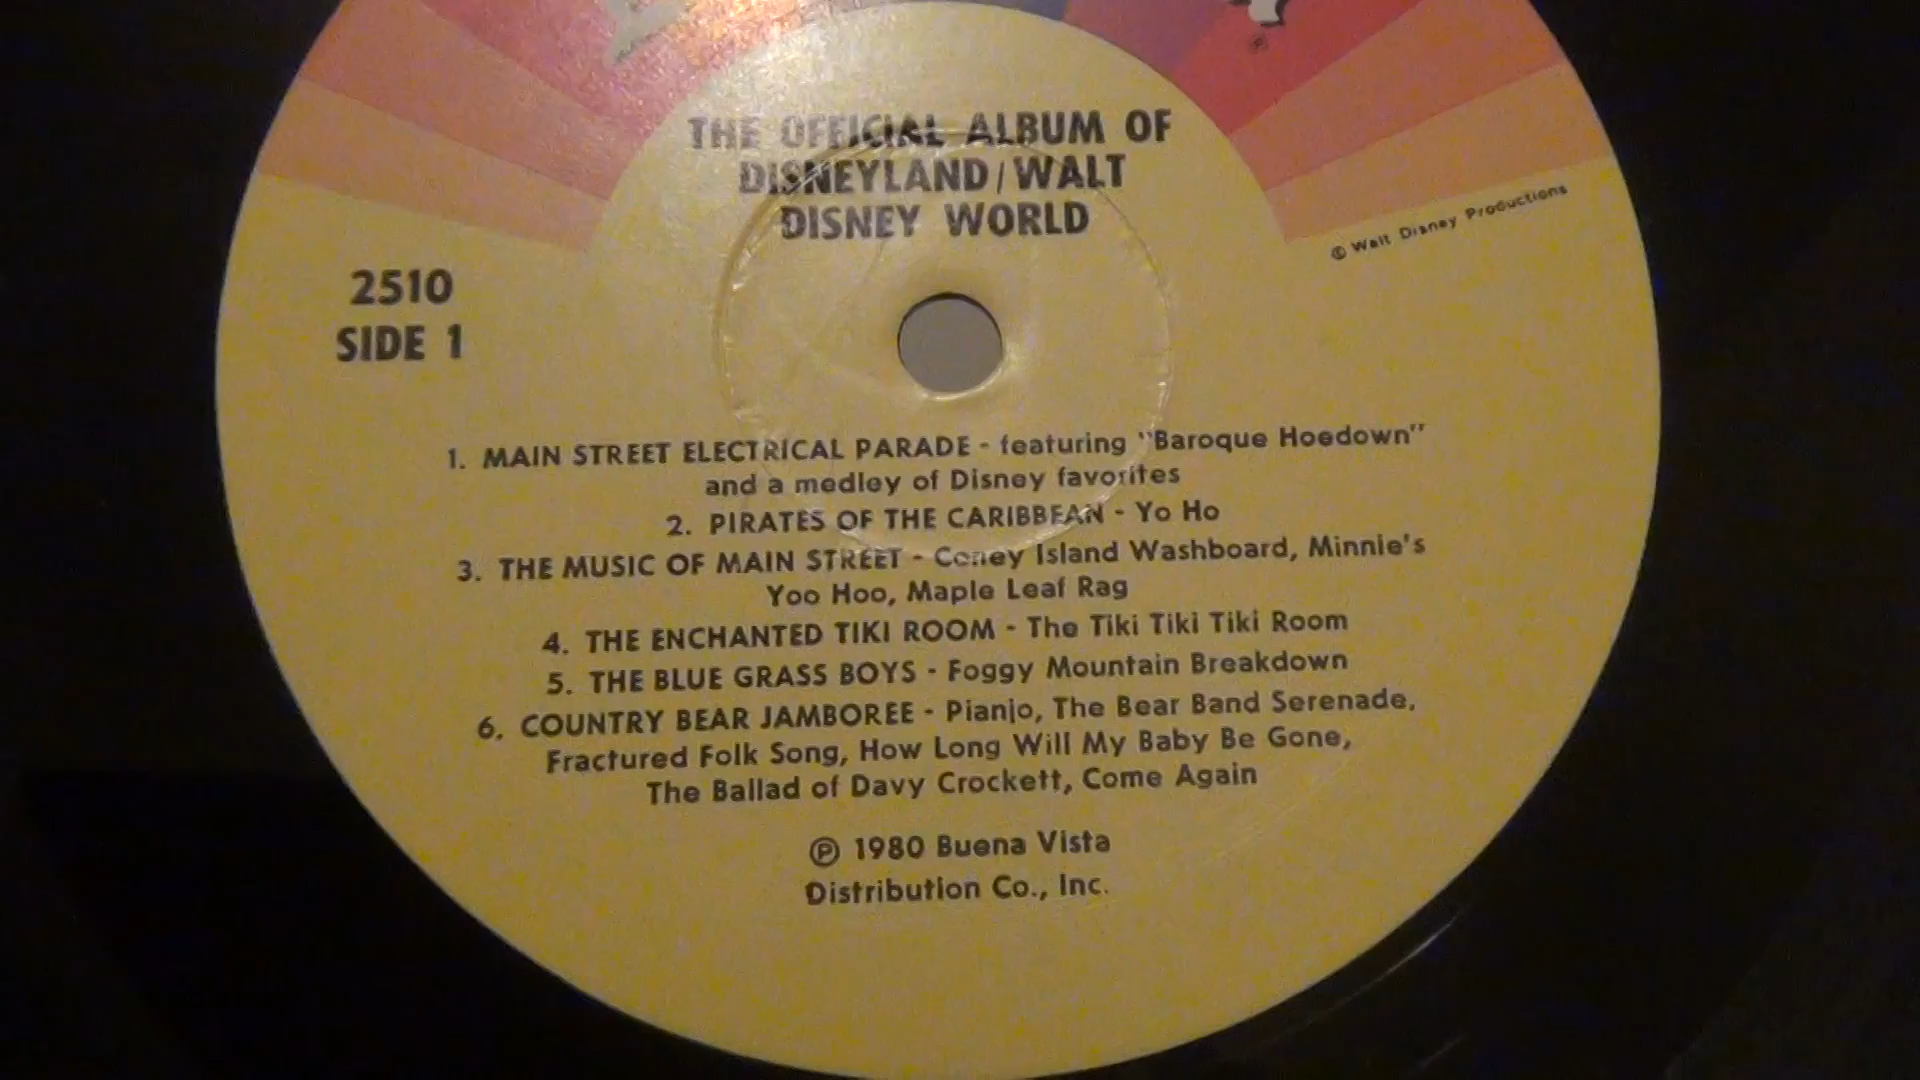 ®
THE OFFICIAL ALBUM OF
DISNEYLAND/WALT
DISNEY WORLD
© Walt Disney Productions
2510
SIDE 1
1. MAIN STREET ELECTRICAL PARADE - featuring "Baroque Hoedown"
and a medley of Disney favorites
2. PIRATES OF THE CARIBBEAN - Yo Ho
3. THE MUSIC OF MAIN STREET - Coney Island Washboard, Minnie's
Yoo Hoo, Maple Leaf Rag
4. THE ENCHANTED TIKI ROOM - The Tiki Tiki Tiki Room
5. THE BLUE GRASS BOYS - Foggy Mountain Breakdown
6. COUNTRY BEAR JAMBOREE - Pianjo, The Bear Band Serenade,
Fractured Folk Song, How Long Will My Baby Be Gone,
The Ballad of Davy Crockett, Come Again
℗ 1980 Buena Vista
Distribution Co., Inc.